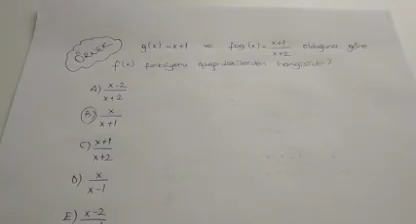 ÖRNEK
g(x) = x+1 ve fog(x) = x+1/x+2 olduğuna göre
f(x) fonksiyonu aşağıdakilerden hangisidir?
A) x-2/x+2
B) x/x+1
C) x+1/x+2
D) x/x-1
E) x-2